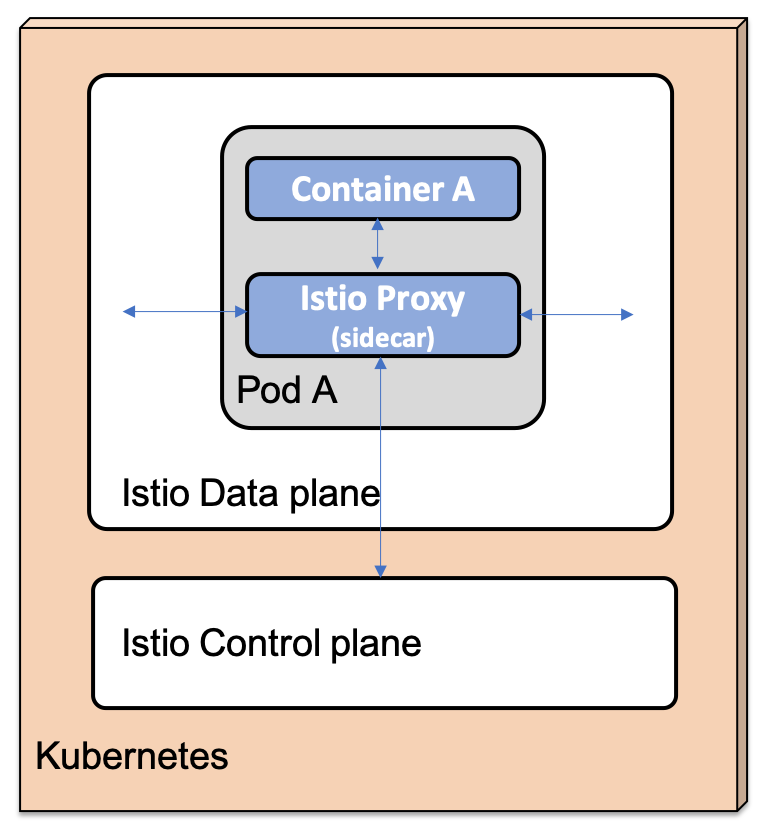 Container A
Istio Proxy
(sidecar)
Pod A
Istio Data plane
Istio Control plane
Kubernetes